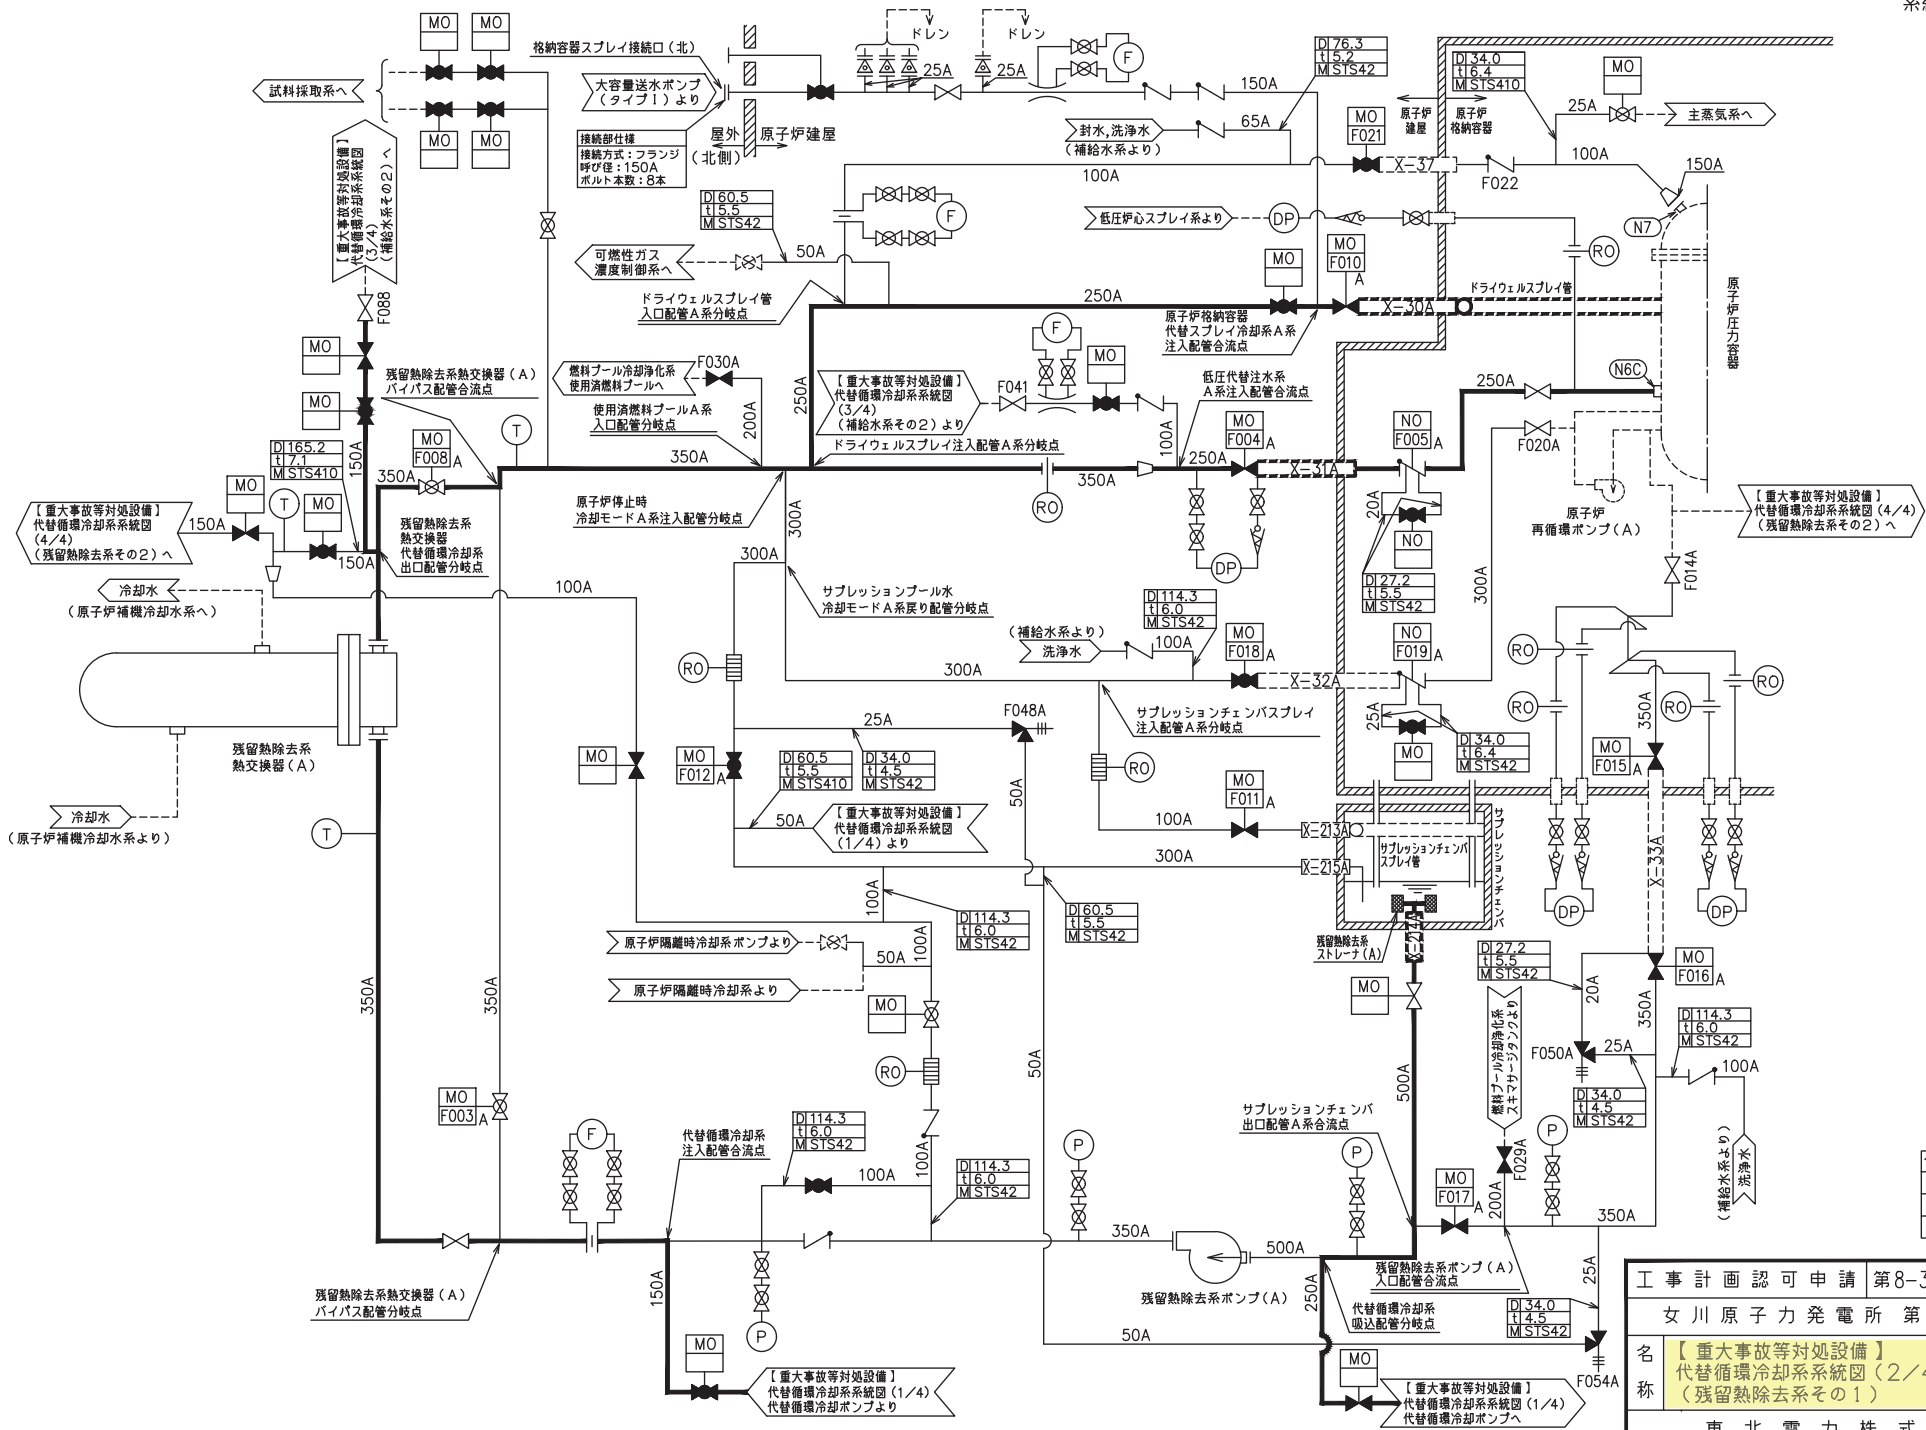 MO
MO
MO
MO
試料採取系へ
格納容器スプレイ接続口(北)
大容量送水ポンプ
(タイプⅠ)より
接続部仕様
接続方式:フランジ
呼び径:150A
ボルト本数:8本
屋外
(北側)
原子炉建屋
ドレン
ドレン
25A
25A
F
150A
D 76.3
t 5.2
M STS42
封水,洗浄水
(補給水系より)
65A
100A
MO
F021
原子炉
建屋
原子炉
格納容器
X-37
D 34.0
t 6.4
M STS410
MO
25A
主蒸気系へ
100A
F022
150A
N7
【重大事故等対処設備】
代替循環冷却系系統図
(3/4)
(補給水系その2)へ
F088
MO
MO
150A
D 60.5
t 5.5
M STS42
F
可燃性ガス
濃度制御系へ
50A
低圧炉心スプレイ系より
DP
RO
ドライウェルスプレイ管
入口配管A系分岐点
250A
MO
MO
F010
A
X-30A
ドライウェルスプレイ管
原子炉圧力容器
原子炉格納容器
代替スプレイ冷却系A系
注入配管合流点
残留熱除去系熱交換器(A)
バイパス配管合流点
燃料プール冷却浄化系
使用済燃料プールへ
F030A
200A
使用済燃料プールA系
入口配管分岐点
250A
【重大事故等対処設備】
代替循環冷却系系統図
(3/4)
(補給水系その2)より
F041
F
MO
100A
低圧代替注水系
A系注入配管合流点
ドライウェルスプレイ注入配管A系分岐点
N6C
250A
F020A
D 165.2
t 7.1
M STS410
MO
F008
A
350A
T
350A
RO
350A
250A
MO
F004
A
X-31A
NO
F005
A
20A
NO
D 27.2
t 5.5
M STS42
DP
原子炉
再循環ポンプ(A)
【重大事故等対処設備】
代替循環冷却系系統図(4/4)
(残留熱除去系その2)へ
F014A
【重大事故等対処設備】
代替循環冷却系系統図
(4/4)
(残留熱除去系その2)へ
150A
MO
T
MO
150A
残留熱除去系
熱交換器
代替循環冷却系
出口配管分岐点
原子炉停止時
冷却モードA系注入配管分岐点
300A
300A
冷却水
(原子炉補機冷却水系へ)
100A
サプレッションプール水
冷却モードA系戻り配管分岐点
D 114.3
t 6.0
M STS42
(補給水系より)
洗浄水
100A
MO
F018
A
X-32A
NO
F019
A
300A
300A
RO
25A
MO
D 34.0
t 6.4
M STS42
サプレッションチェンバスプレイ
注入配管A系分岐点
残留熱除去系
熱交換器(A)
冷却水
(原子炉補機冷却水系より)
T
MO
MO
F012
A
25A
F048A
D 60.5
t 5.5
M STS410
D 34.0
t 4.5
M STS42
50A
50A
【重大事故等対処設備】
代替循環冷却系系統図
(1/4)より
RO
MO
F011
A
100A
X-213A
300A
X-215A
サプレッションチェンバ
スプレイ管
サプレッションチェンバ
RO
RO
RO
RO
350A
MO
F015
A
X-33A
DP
DP
100A
D 114.3
t 6.0
M STS42
D 60.5
t 5.5
M STS42
原子炉隔離時冷却系ポンプより
50A
100A
原子炉隔離時冷却系より
残留熱除去系
ストレーナ(A)
X-214A
MO
500A
350A
350A
MO
RO
50A
D 27.2
t 5.5
M STS42
20A
MO
F016
A
350A
燃料プール冷却浄化系
スキマサージタンクより
F050A
25A
D 114.3
t 6.0
M STS42
100A
D 34.0
t 4.5
M STS42
(補給水系より)
洗浄水
MO
F003
A
F
代替循環冷却系
注入配管合流点
D 114.3
t 6.0
M STS42
100A
100A
D 114.3
t 6.0
M STS42
P
350A
残留熱除去系ポンプ(A)
500A
サプレッションチェンバ
出口配管A系合流点
P
MO
F017
A
F029A
200A
P
350A
残留熱除去系ポンプ(A)
入口配管合流点
25A
250A
代替循環冷却系
吸込配管分岐点
D 34.0
t 4.5
M STS42
残留熱除去系熱交換器(A)
バイパス配管分岐点
150A
P
MO
【重大事故等対処設備】
代替循環冷却系系統図(1/4)
代替循環冷却ポンプより
50A
MO
【重大事故等対処設備】
代替循環冷却系系統図(1/4)
代替循環冷却ポンプへ
F054A
工事計画認可申請 第8-3
女川原子力発電所 第
名称
【重大事故等対処設備】
代替循環冷却系系統図(2/4
(残留熱除去系その1)
東北電力株式